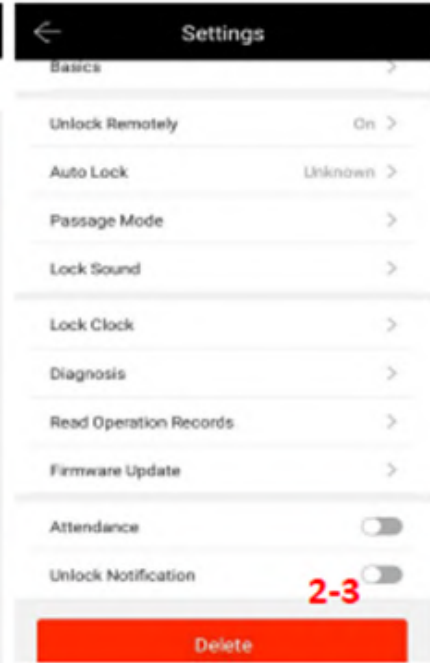 Settings
Basics
Unlock Remotely On
Auto Lock Unknown
Passage Mode
Lock Sound
Lock Clock
Diagnosis
Read Operation Records
Firmware Update
Attendance
Unlock Notification
2-3
Delete